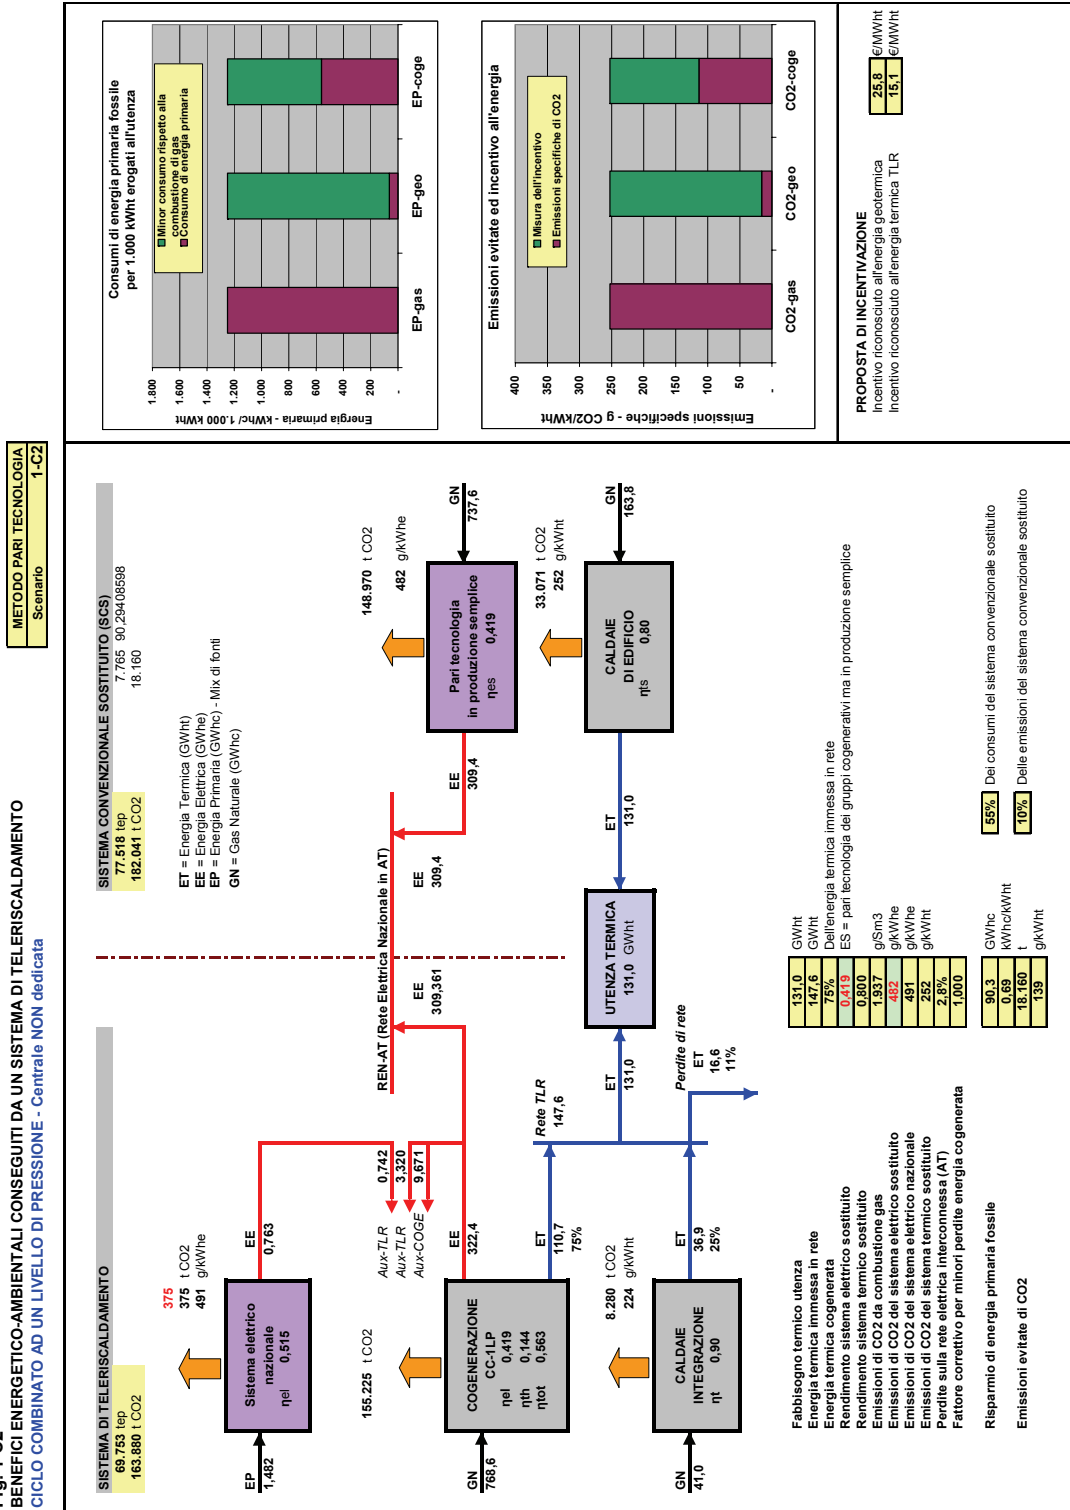 BENEFICI ENERGETICO-AMBIENTALI CONSEGUITI DA UN SISTEMA DI TELERISCALDAMENTO
CICLO COMBINATO AD UN LIVELLO DI PRESSIONE - Centrale NON dedicata
METODO PARI TECNOLOGIA
Scenario 1-C2
SISTEMA DI TELERISCALDAMENTO
69.753 tep
163.880 t CO2
SISTEMA CONVENZIONALE SOSTITUITO (SCS)
77.518 tep 7.765 90,29408598
182.041 t CO2 18.160
ET = Energia Termica (GWht)
EE = Energia Elettrica (GWhe)
EP = Energia Primaria (GWhc) - Mix di fonti
GN = Gas Naturale (GWhc)
375
375 t CO2
491 g/kWhe
EP
1,482
Sistema elettrico
nazionale
ηel 0,515
EE
0,763
Aux-TLR 0,742
Aux-TLR 3,320
Aux-COGE 9,671
REN-AT (Rete Elettrica Nazionale in AT)
EE
309,361
EE
309,4
EE
309,4
148.970 t CO2
482 g/kWhe
Pari tecnologia
in produzione semplice
ηes 0,419
GN
737,6
155.225 t CO2
GN
768,6
COGENERAZIONE
CC-1LP
ηel 0,419
ηth 0,144
ηtot 0,563
EE
322,4
ET
110,7
75%
Rete TLR
147,6
ET
131,0
UTENZA TERMICA
131,0 GWht
ET
131,0
33.071 t CO2
252 g/kWht
CALDAIE
DI EDIFICIO
ηts 0,80
GN
163,8
8.280 t CO2
224 g/kWht
GN
41,0
CALDAIE
INTEGRAZIONE
ηt 0,90
ET
36,9
25%
Perdite di rete
ET
16,6
11%
Fabbisogno termico utenza 131,0 GWht
Energia termica immessa in rete 147,6 GWht
Energia termica cogenerata 75% Dell'energia termica immessa in rete
Rendimento sistema elettrico sostituito 0,419 ES = pari tecnologia dei gruppi cogenerativi ma in produzione semplice
Rendimento sistema termico sostituito 0,800
Emissioni di CO2 da combustione gas 1.937 g/Sm3
Emissioni di CO2 del sistema elettrico sostituito 482 g/kWhe
Emissioni di CO2 del sistema elettrico nazionale 491 g/kWhe
Emissioni di CO2 del sistema termico sostituito 252 g/kWht
Perdite sulla rete elettrica interconnessa (AT) 2,8%
Fattore correttivo per minori perdite energia cogenerata 1,000
Risparmio di energia primaria fossile 90,3 GWhc 55% Dei consumi del sistema convenzionale sostituito
0,69 kWhc/kWht
Emissioni evitate di CO2 18.160 t 10% Delle emissioni del sistema convenzionale sostituito
139 g/kWht
Consumi di energia primaria fossile
per 1.000 kWht erogati all'utenza
Energia primaria - kWhc/ 1.000 kWht
1.800
1.600
1.400
1.200
1.000
800
600
400
200
-
Minor consumo rispetto alla
combustione di gas
Consumo di energia primaria
EP-gas EP-geo EP-coge
Emissioni evitate ed incentivo all'energia
Emissioni specifiche - g CO2/kWht
400
350
300
250
200
150
100
50
-
Misura dell'incentivo
Emissioni specifiche di CO2
CO2-gas CO2-geo CO2-coge
PROPOSTA DI INCENTIVAZIONE
Incentivo riconosciuto all'energia geotermica 25,8 €/MWht
Incentivo riconosciuto all'energia termica TLR 15,1 €/MWht